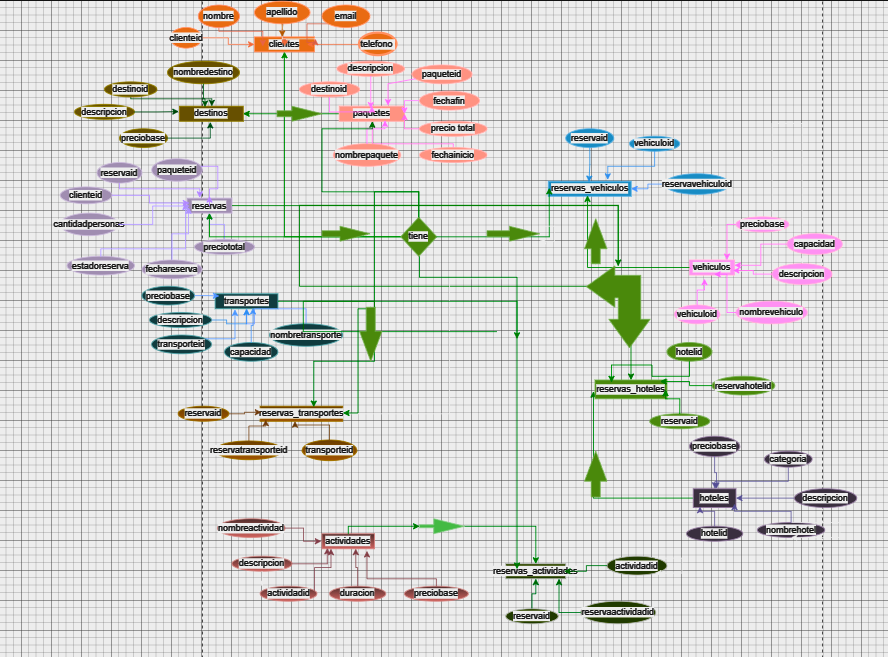 nombre
apellido
email
clienteid
clientes
telefono
nombredestino
descripcion
paqueteid
destinoid
destinoid
fechafin
descripcion
destinos
paquetes
precio total
preciobase
nombrepaquete
fechainicio
reservaid
vehiculoid
reservaid
paqueteid
reservas_vehiculos
reservavehiculoid
clienteid
reservas
cantidadpersonas
preciobase
tiene
preciototal
capacidad
estadoreserva
fechareserva
vehiculos
descripcion
preciobase
transportes
vehiculoid
nombrevehiculo
descripcion
nombretransporte
transporteid
capacidad
hotelid
reservas_hoteles
reservahotelid
reservaid
reservas_transportes
reservaid
reservatransporteid
transporteid
preciobase
categoria
hoteles
descripcion
nombreactividad
hotelid
nombrehotel
actividades
descripcion
reservas_actividades
actividadid
actividadid
duracion
preciobase
reservaid
reservaactividadid